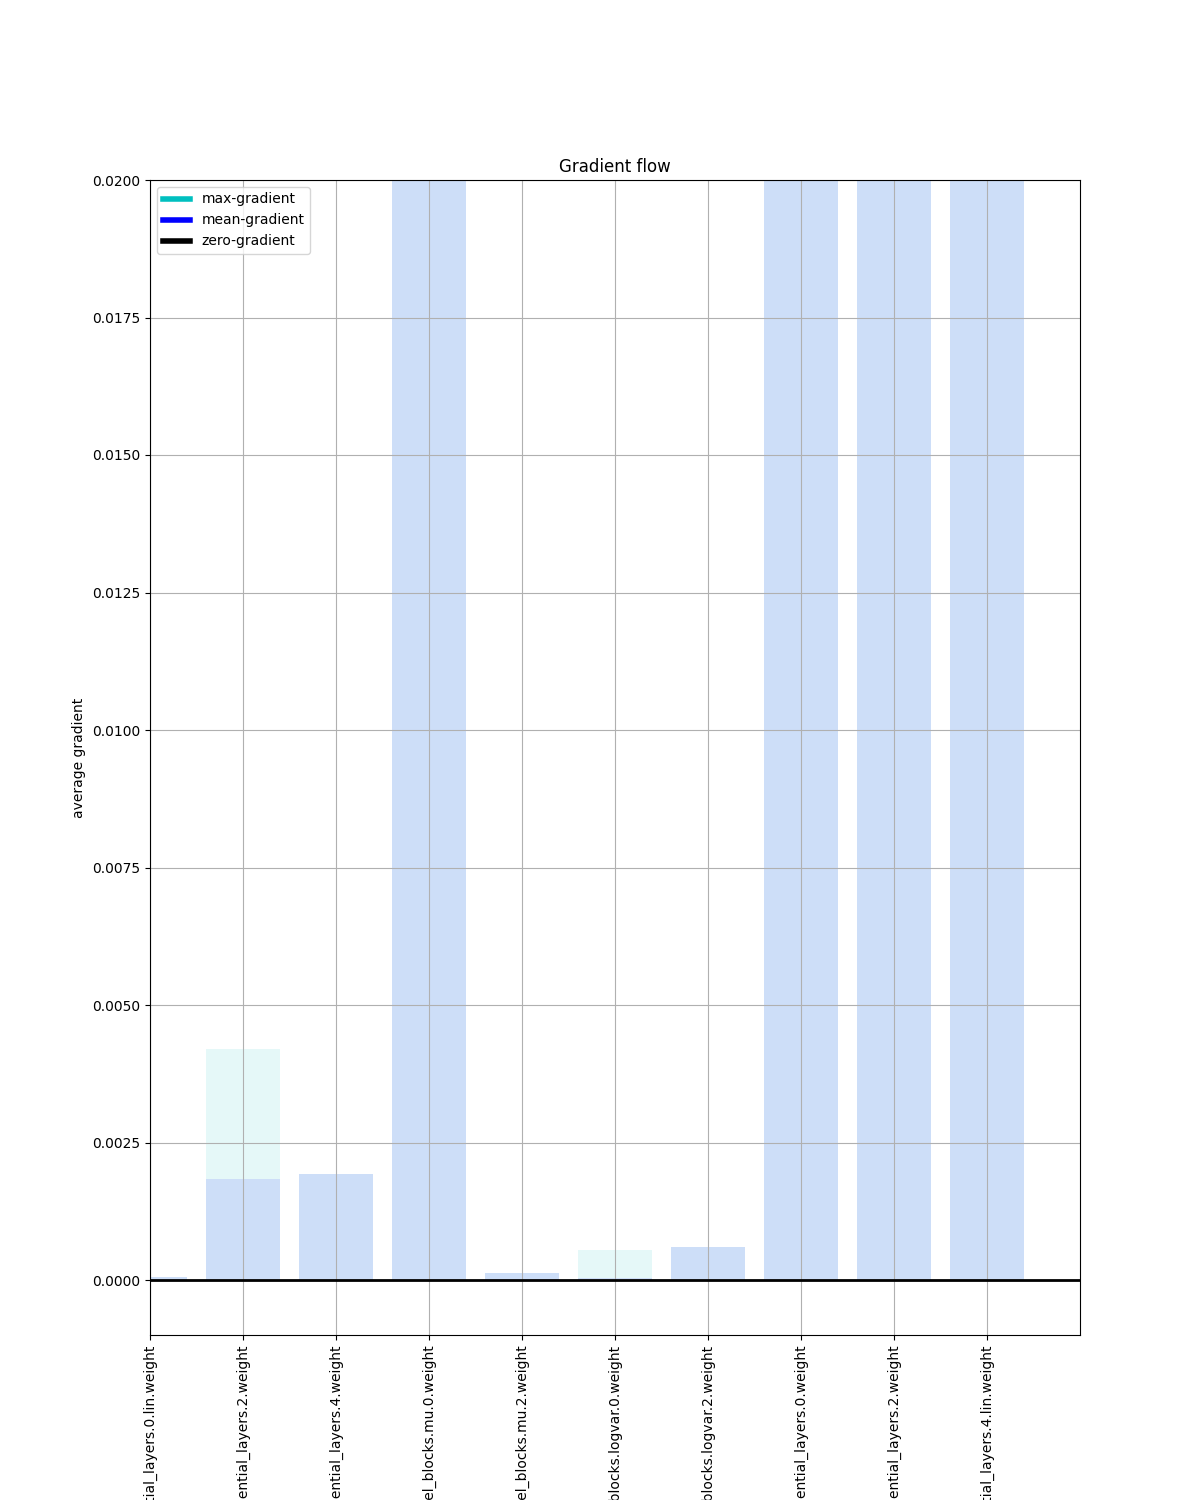 Gradient flow
max-gradient
mean-gradient
zero-gradient
0.0200
0.0175
0.0150
0.0125
0.0100
0.0075
0.0050
0.0025
0.0000
average gradient
tial_layers.0.lin.weight
ential_layers.2.weight
ential_layers.4.weight
el_blocks.mu.0.weight
el_blocks.mu.2.weight
blocks.logvar.0.weight
blocks.logvar.2.weight
ential_layers.0.weight
ential_layers.2.weight
tial_layers.4.lin.weight